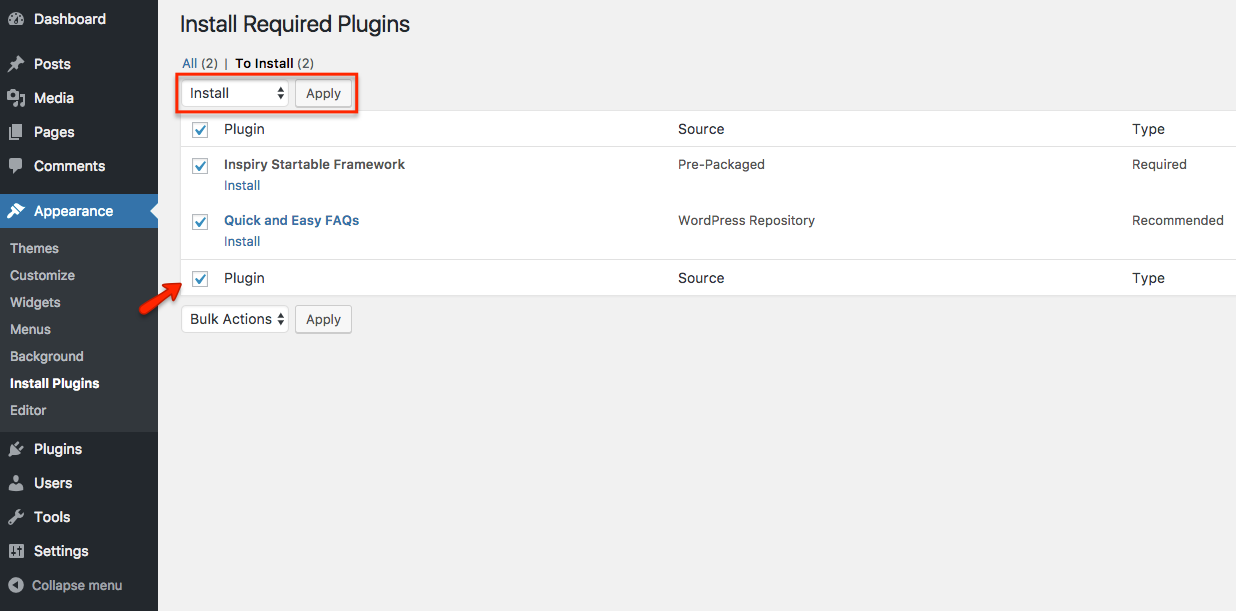 Dashboard
Posts
Media
Pages
Comments
Appearance
Themes
Customize
Widgets
Menus
Background
Install Plugins
Editor
Plugins
Users
Tools
Settings
Collapse menu
Install Required Plugins
All (2) | To Install (2)
Install Apply
Plugin Source Type
Inspiry Startable Framework Pre-Packaged Required
Install
Quick and Easy FAQs WordPress Repository Recommended
Install
Plugin Source Type
Bulk Actions Apply